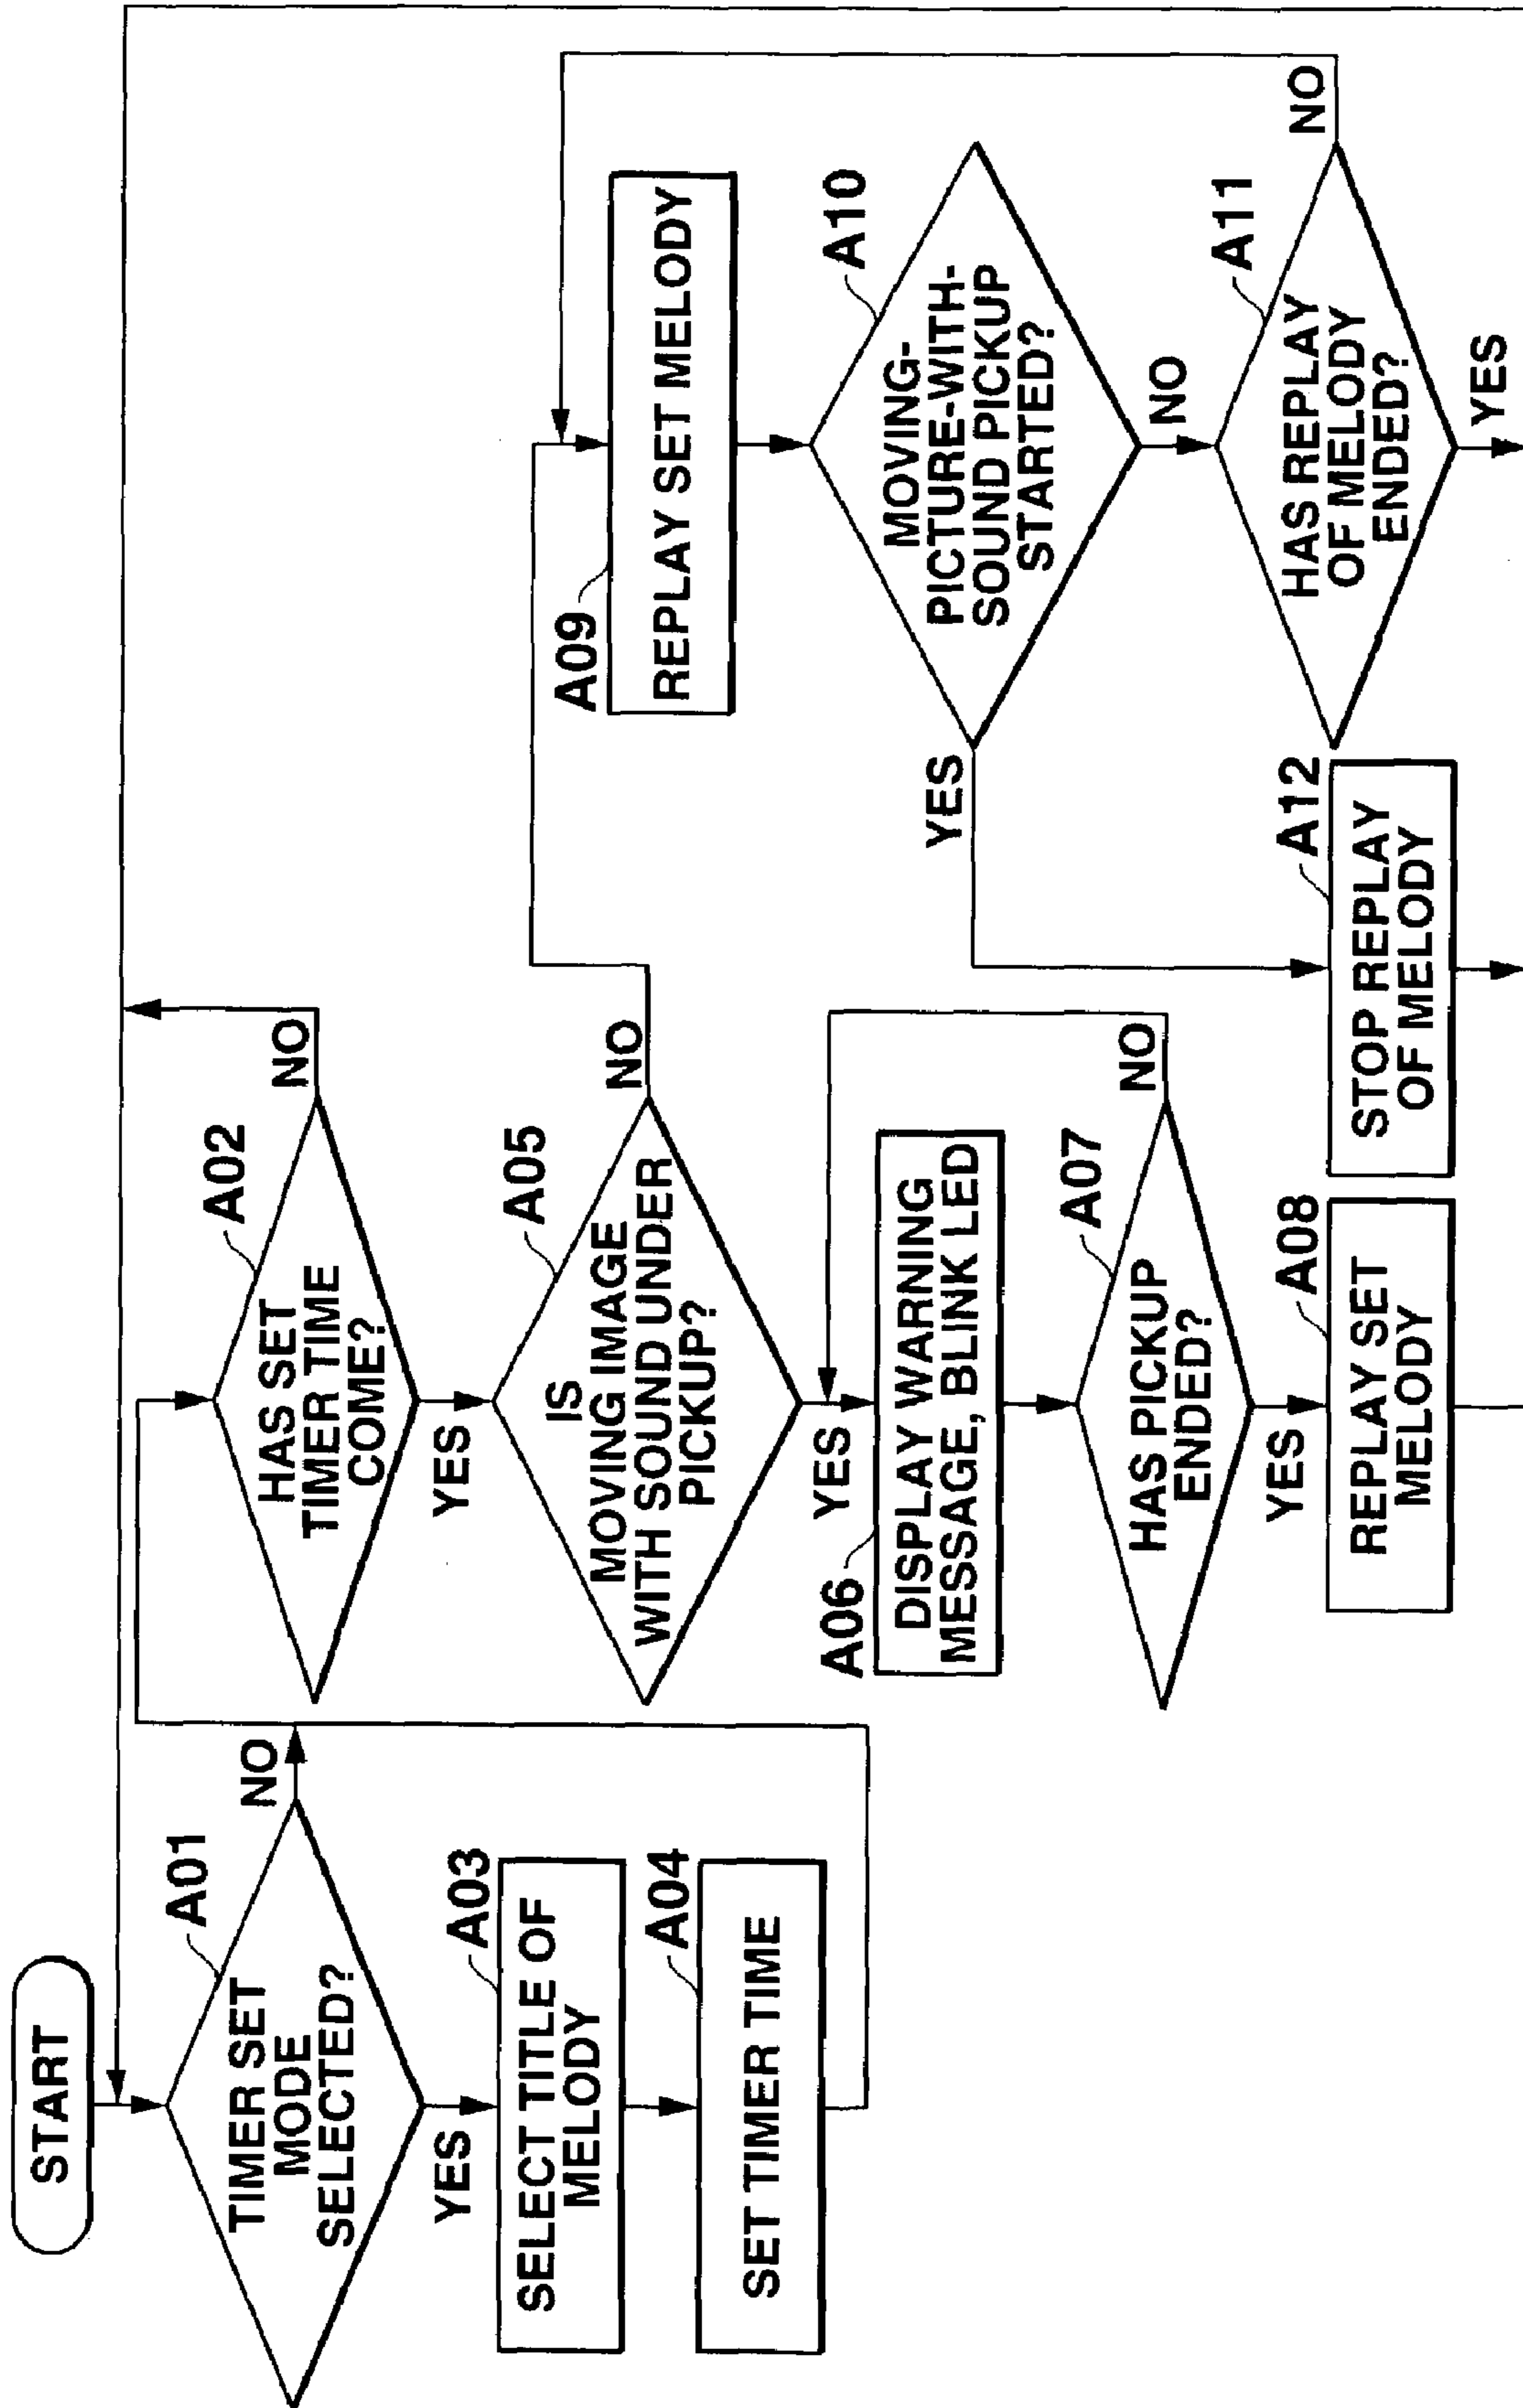 START
TIMER SET
MODE
SELECTED?
A01
NO
YES
SELECT TITLE OF
MELODY
A03
SET TIMER TIME
A04
HAS SET
TIMER TIME
COME?
A02
NO
YES
IS
MOVING IMAGE
WITH SOUND UNDER
PICKUP?
A05
NO
YES
A06
DISPLAY WARNING
MESSAGE, BLINK LED
HAS PICKUP
ENDED?
A07
NO
YES
REPLAY SET
MELODY
A08
A09
REPLAY SET MELODY
MOVING-
PICTURE-WITH-
SOUND PICKUP
STARTED?
A10
YES
NO
HAS REPLAY
OF MELODY
ENDED?
A11
NO
YES
STOP REPLAY
OF MELODY
A12